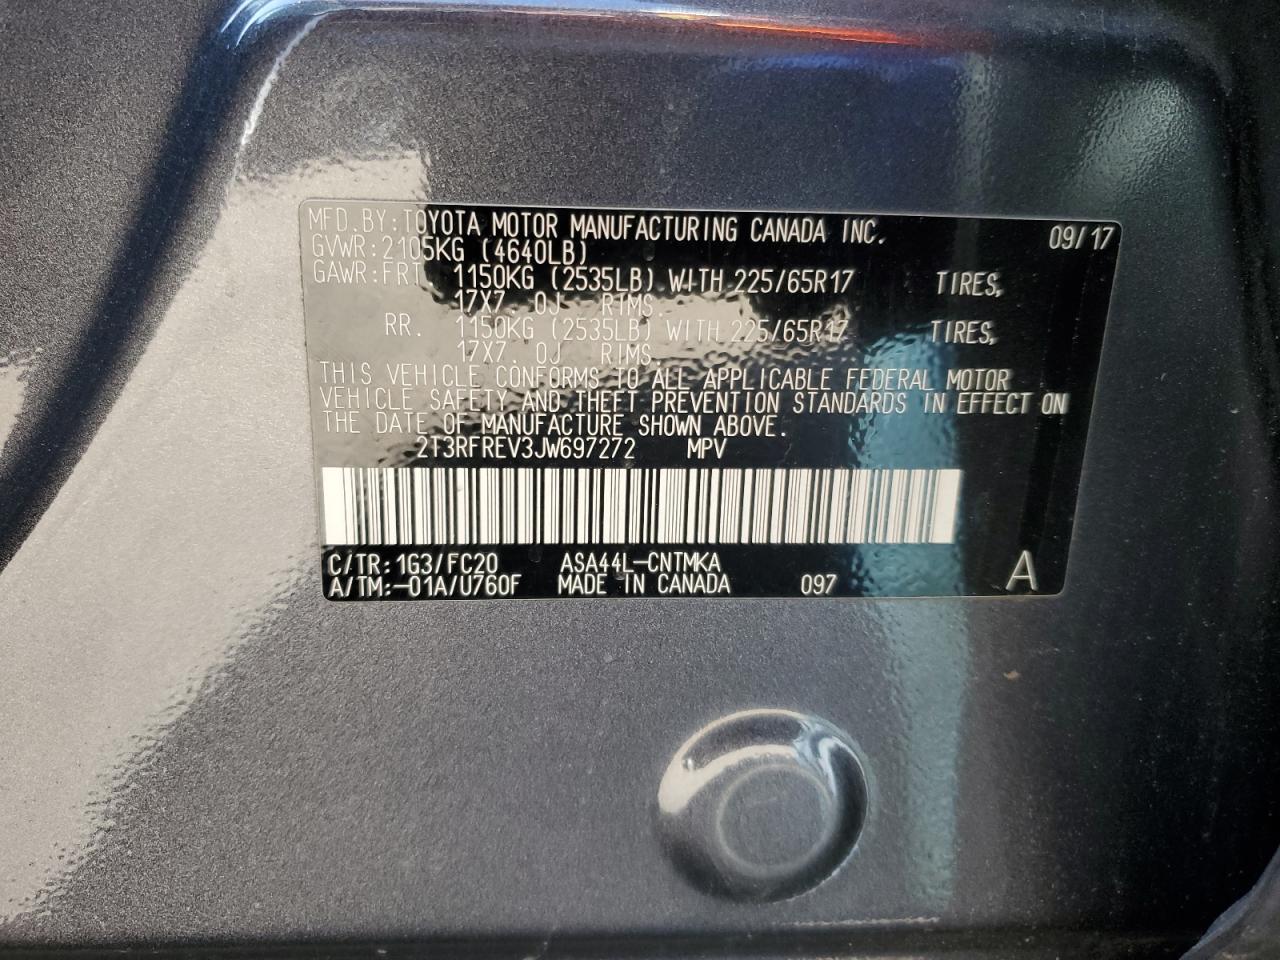 MFD.BY:TOYOTA MOTOR MANUFACTURING CANADA INC. 09/17
GVWR:2105KG (4640LB)
GAWR:FRT. 1150KG (2535LB) WITH 225/65R17 TIRES,
17X7.0J RIMS
RR. 1150KG (2535LB) WITH 225/65R17 TIRES,
17X7.0J RIMS
THIS VEHICLE CONFORMS TO ALL APPLICABLE FEDERAL MOTOR
VEHICLE SAFETY AND THEFT PREVENTION STANDARDS IN EFFECT ON
THE DATE OF MANUFACTURE SHOWN ABOVE.
2T3RFREV3JW697272 MPV
C/TR:1G3/FC20 ASA44L-CNTMKA
A/TM:-01A/U760F MADE IN CANADA 097 A